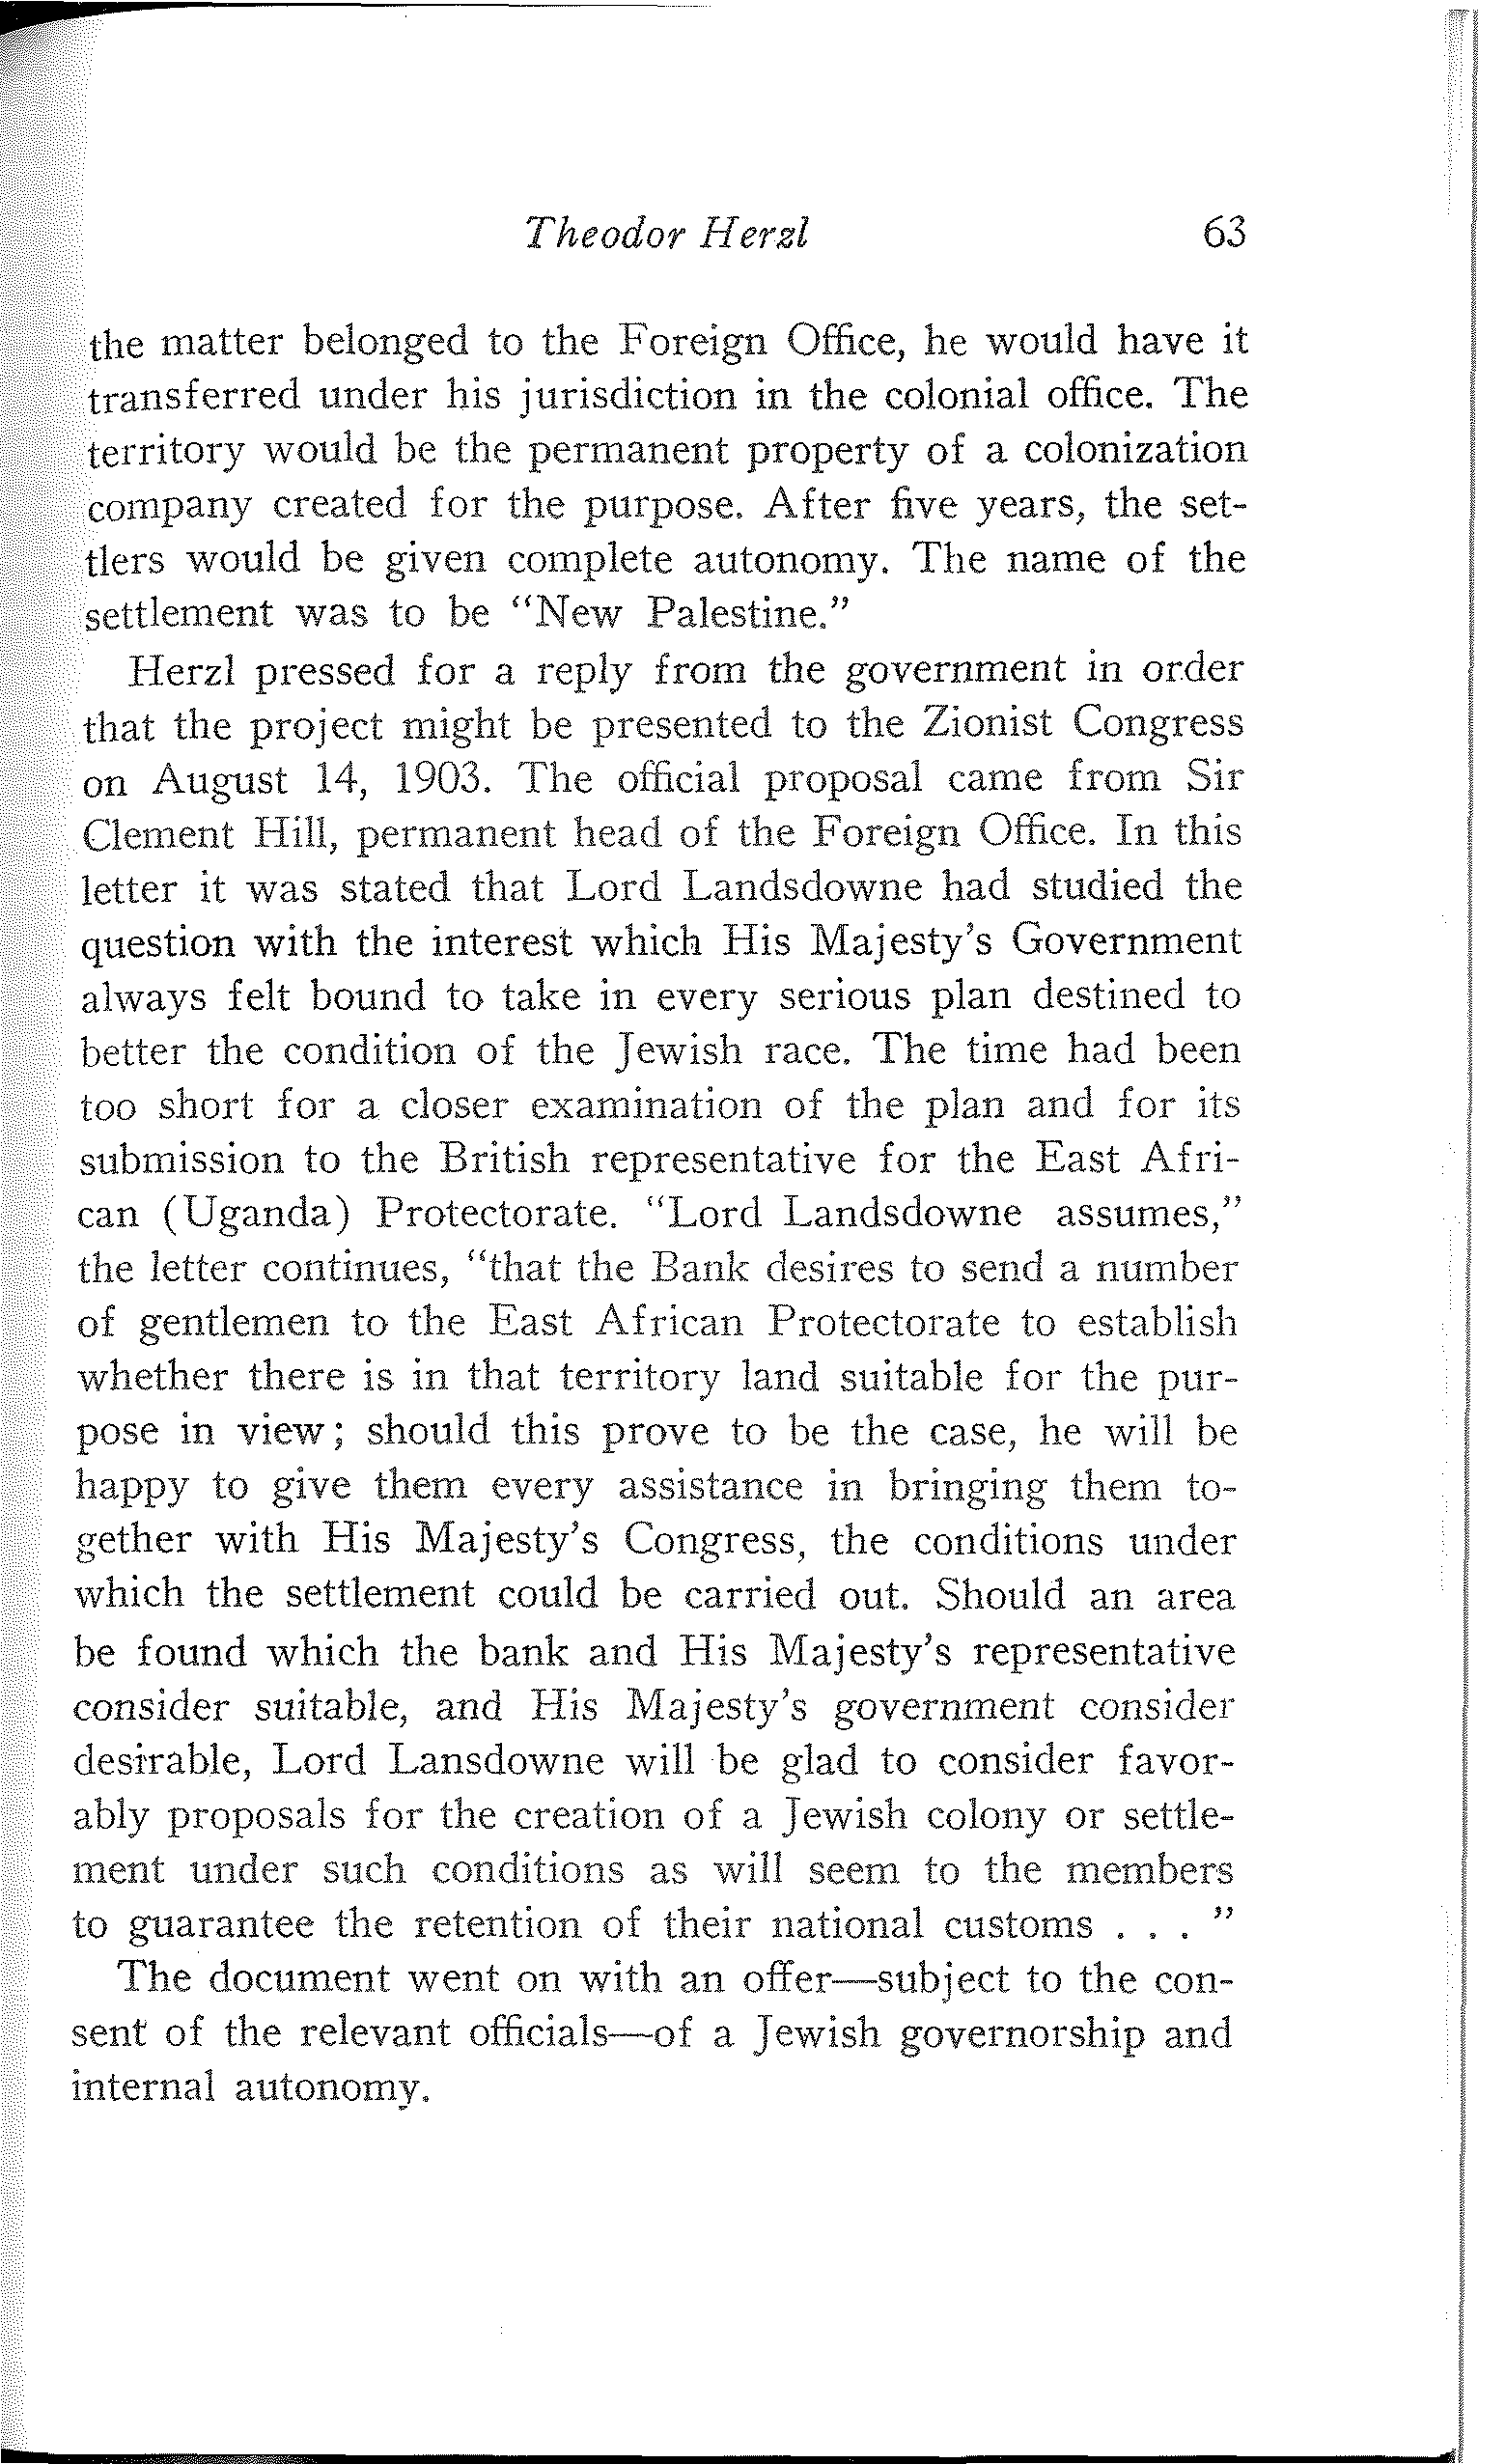 Theodor Herzl 63
the matter belonged to the Foreign Office, he would have it
transferred under his jurisdiction in the colonial office. The
territory would be the permanent property of a colonization
company created for the purpose. After five years, the set-
tlers would be given complete autonomy. The name of the
settlement was to be “New Palestine.”
Herzl pressed for a reply from the government in order
that the project might be presented to the Zionist Congress
on August 14, 1903. The official proposal came from Sir
Clement Hill, permanent head of the Foreign Office. In this
letter it was stated that Lord Landsdowne had studied the
question with the interest which His Majesty’s Government
always felt bound to take in every serious plan destined to
better the condition of the Jewish race. The time had been
too short for a closer examination of the plan and for its
submission to the British representative for the East Afri-
can (Uganda) Protectorate. “Lord Landsdowne assumes,”
the letter continues, “that the Bank desires to send a number
of gentlemen to the East African Protectorate to establish
whether there is in that territory land suitable for the pur-
pose in view; should this prove to be the case, he will be
happy to give them every assistance in bringing them to-
gether with His Majesty’s Congress, the conditions under
which the settlement could be carried out. Should an area
be found which the bank and His Majesty’s representative
consider suitable, and His Majesty’s government consider
desirable, Lord Lansdowne will be glad to consider favor-
ably proposals for the creation of a Jewish colony or settle-
ment under such conditions as will seem to the members
to guarantee the retention of their national customs . . . ”
The document went on with an offer—subject to the con-
sent of the relevant officials—of a Jewish governorship and
internal autonomy.